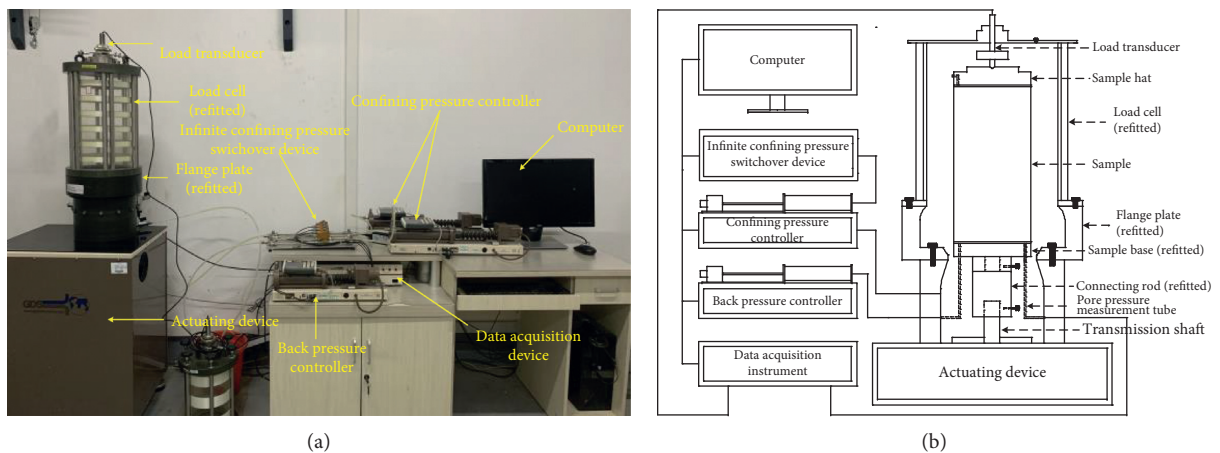 Load transducer
Load cell
(refitted)
Confining pressure controller
Infinite confining pressure
swichover device
Computer
Flange plate
(refitted)
GDS
Actuating device
Back pressure
controller
Data acquisition
device
(a)
Computer
Infinite confining pressure
switchover device
Confining pressure
controller
Back pressure controller
Data acquisition
instrument
Load transducer
Sample hat
Load cell
(refitted)
Sample
Flange plate
(refitted)
Sample base (refitted)
Connecting rod (refitted)
Pore pressure
measurement tube
Transmission shaft
Actuating device
(b)